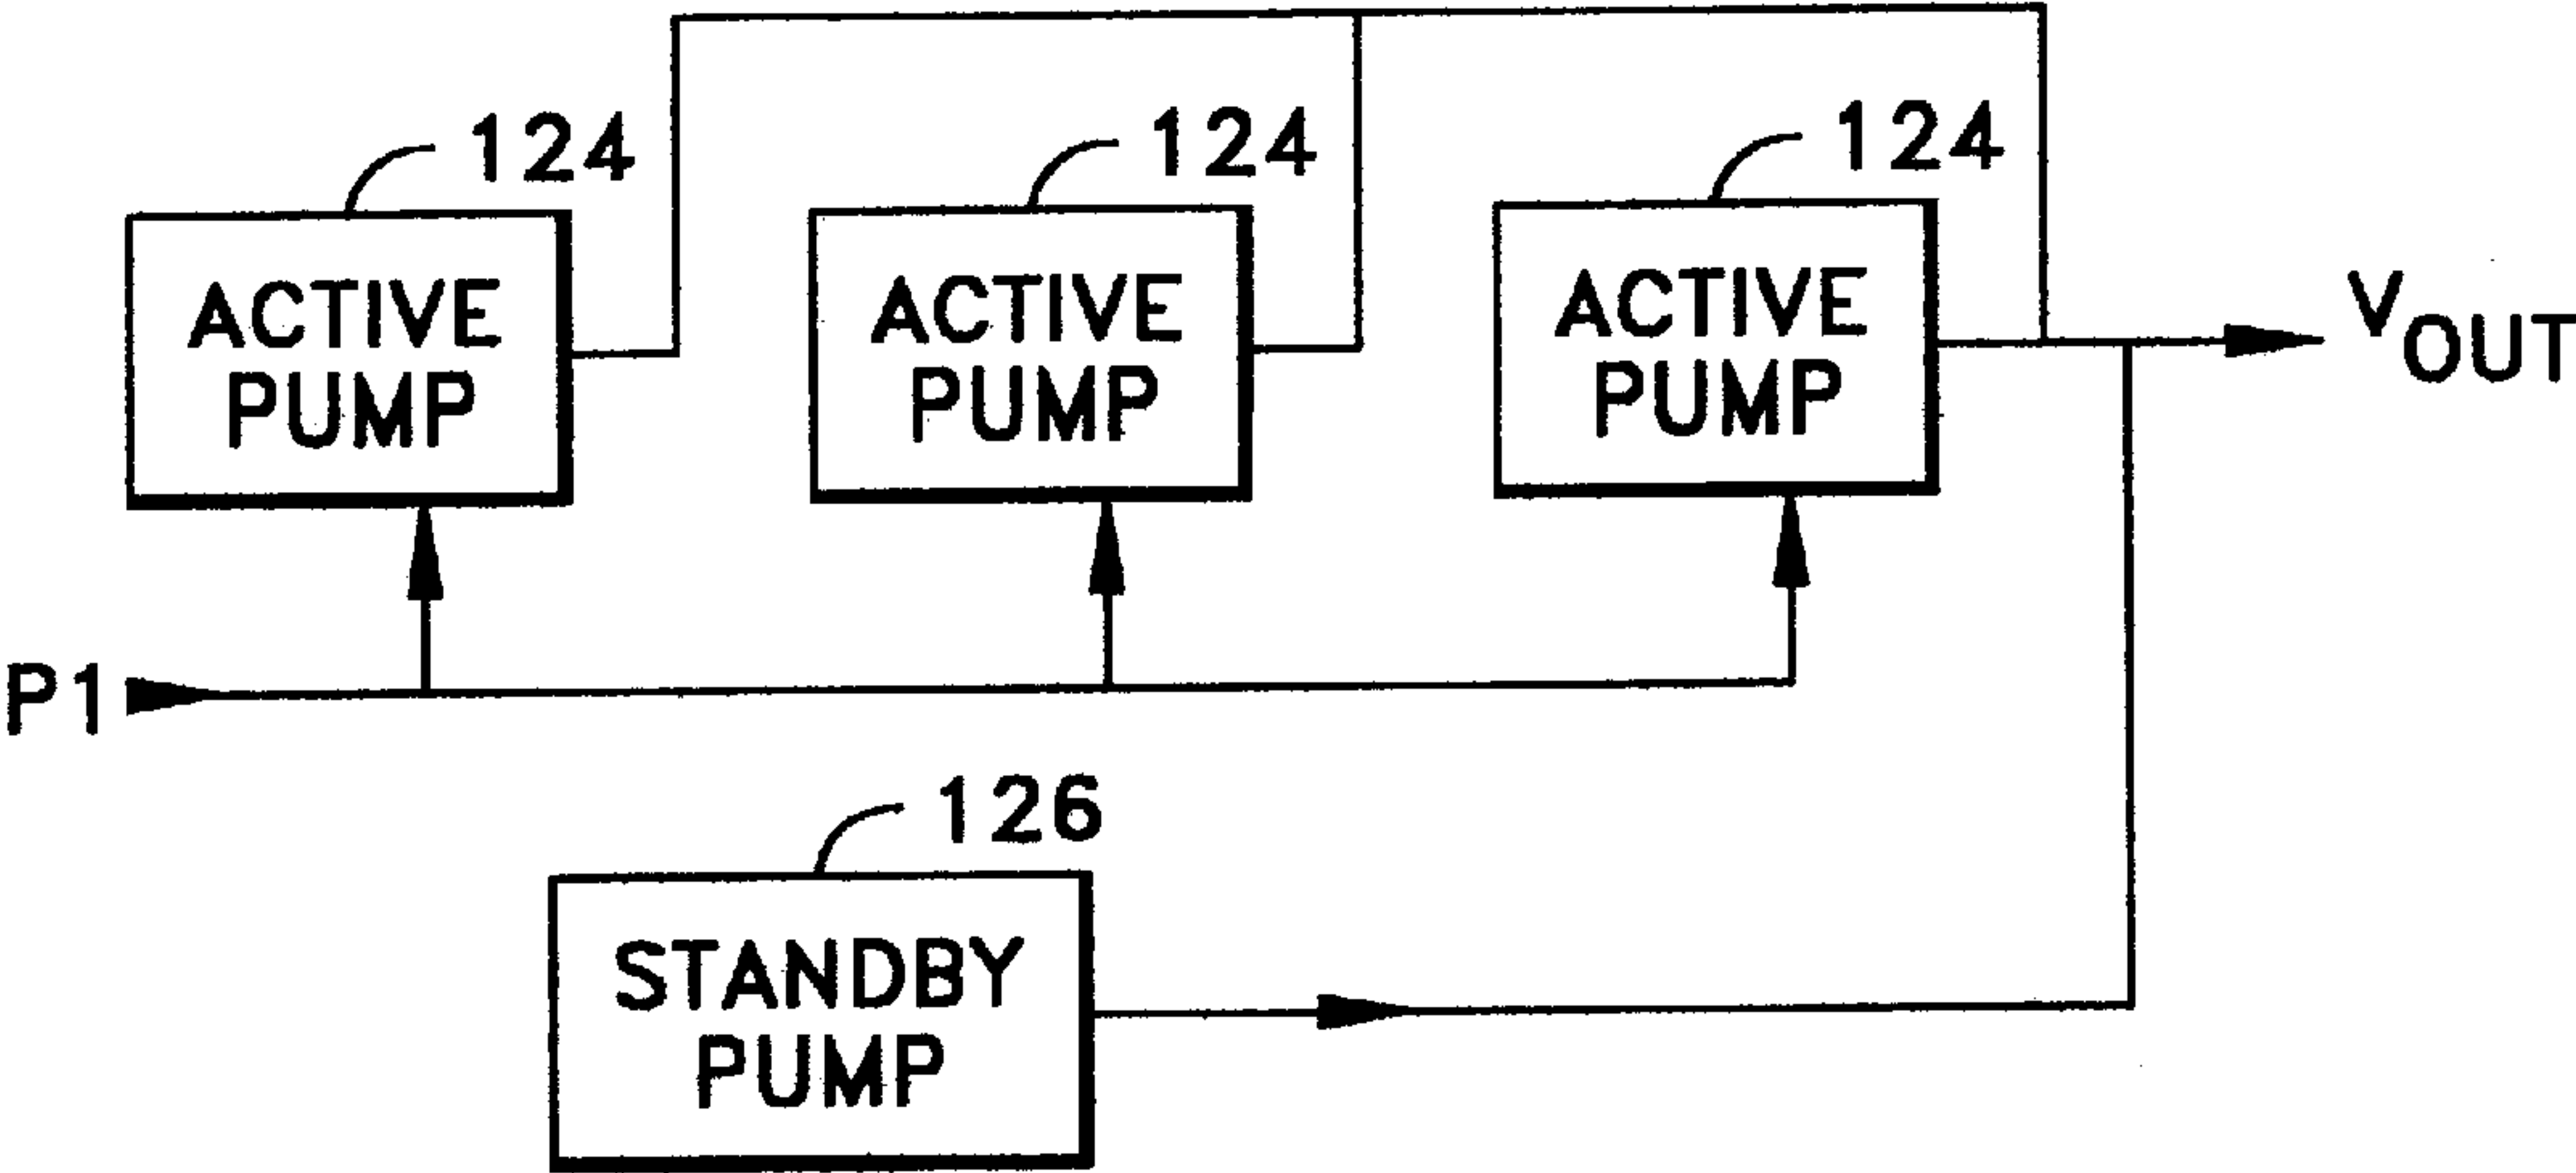 124
124
124
ACTIVE
PUMP
ACTIVE
PUMP
ACTIVE
PUMP
VOUT
P1
126
STANDBY
PUMP